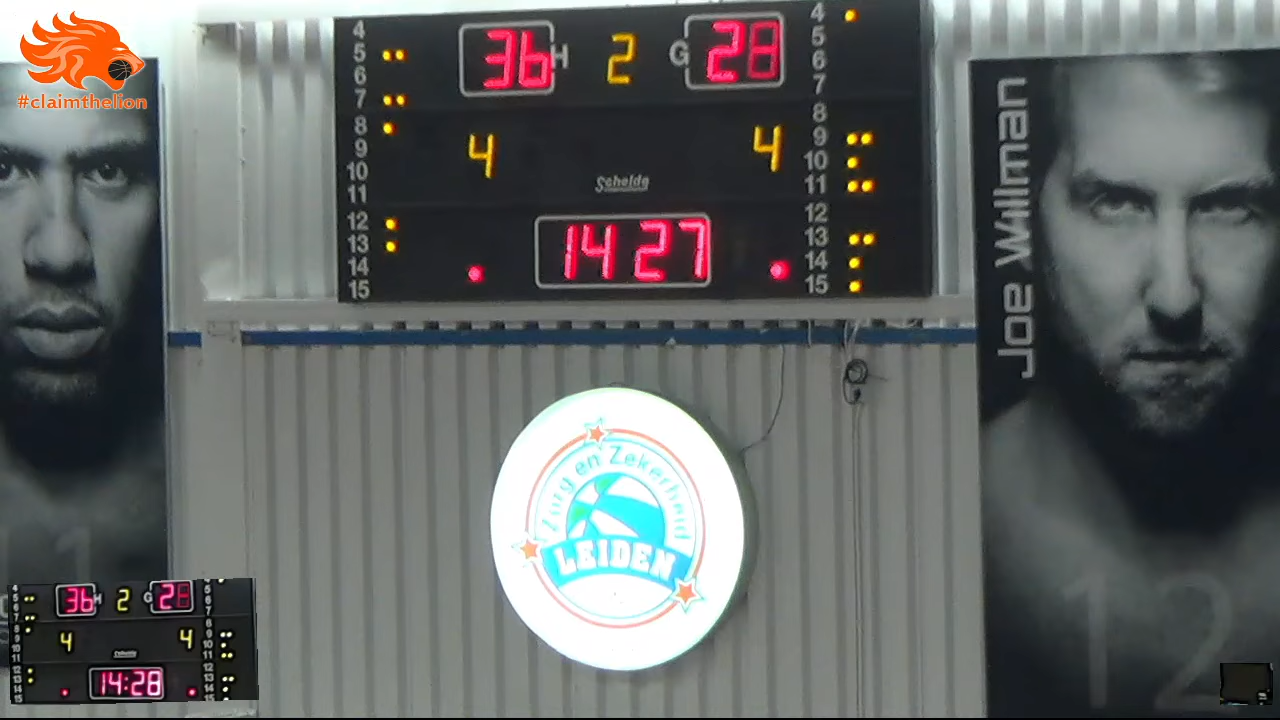 #claimthelion
36 H 2 G 28
4 4
5 5
6 6
7 7
8 8
9 9
10 10
11 11
12 12
13 13
14 14
15 15
4 4
Schelde
14 27
Joe Willman
Zorg en Zekerheid
LEIDEN
11
12
36 H 2 G 28
4 4
14:28